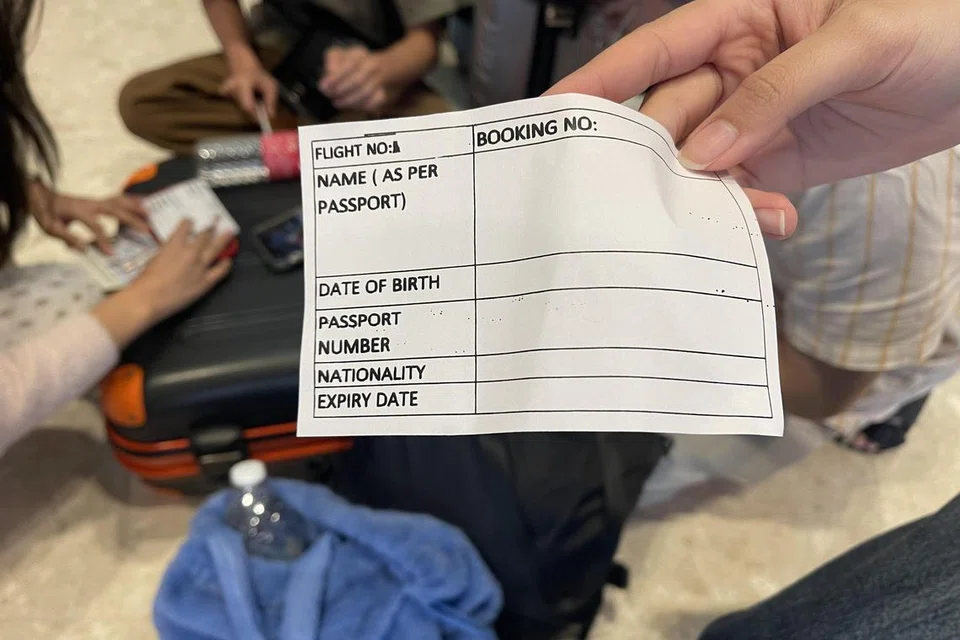 FLIGHT NO:
BOOKING NO:
NAME ( AS PER
PASSPORT)
DATE OF BIRTH
PASSPORT
NUMBER
NATIONALITY
EXPIRY DATE